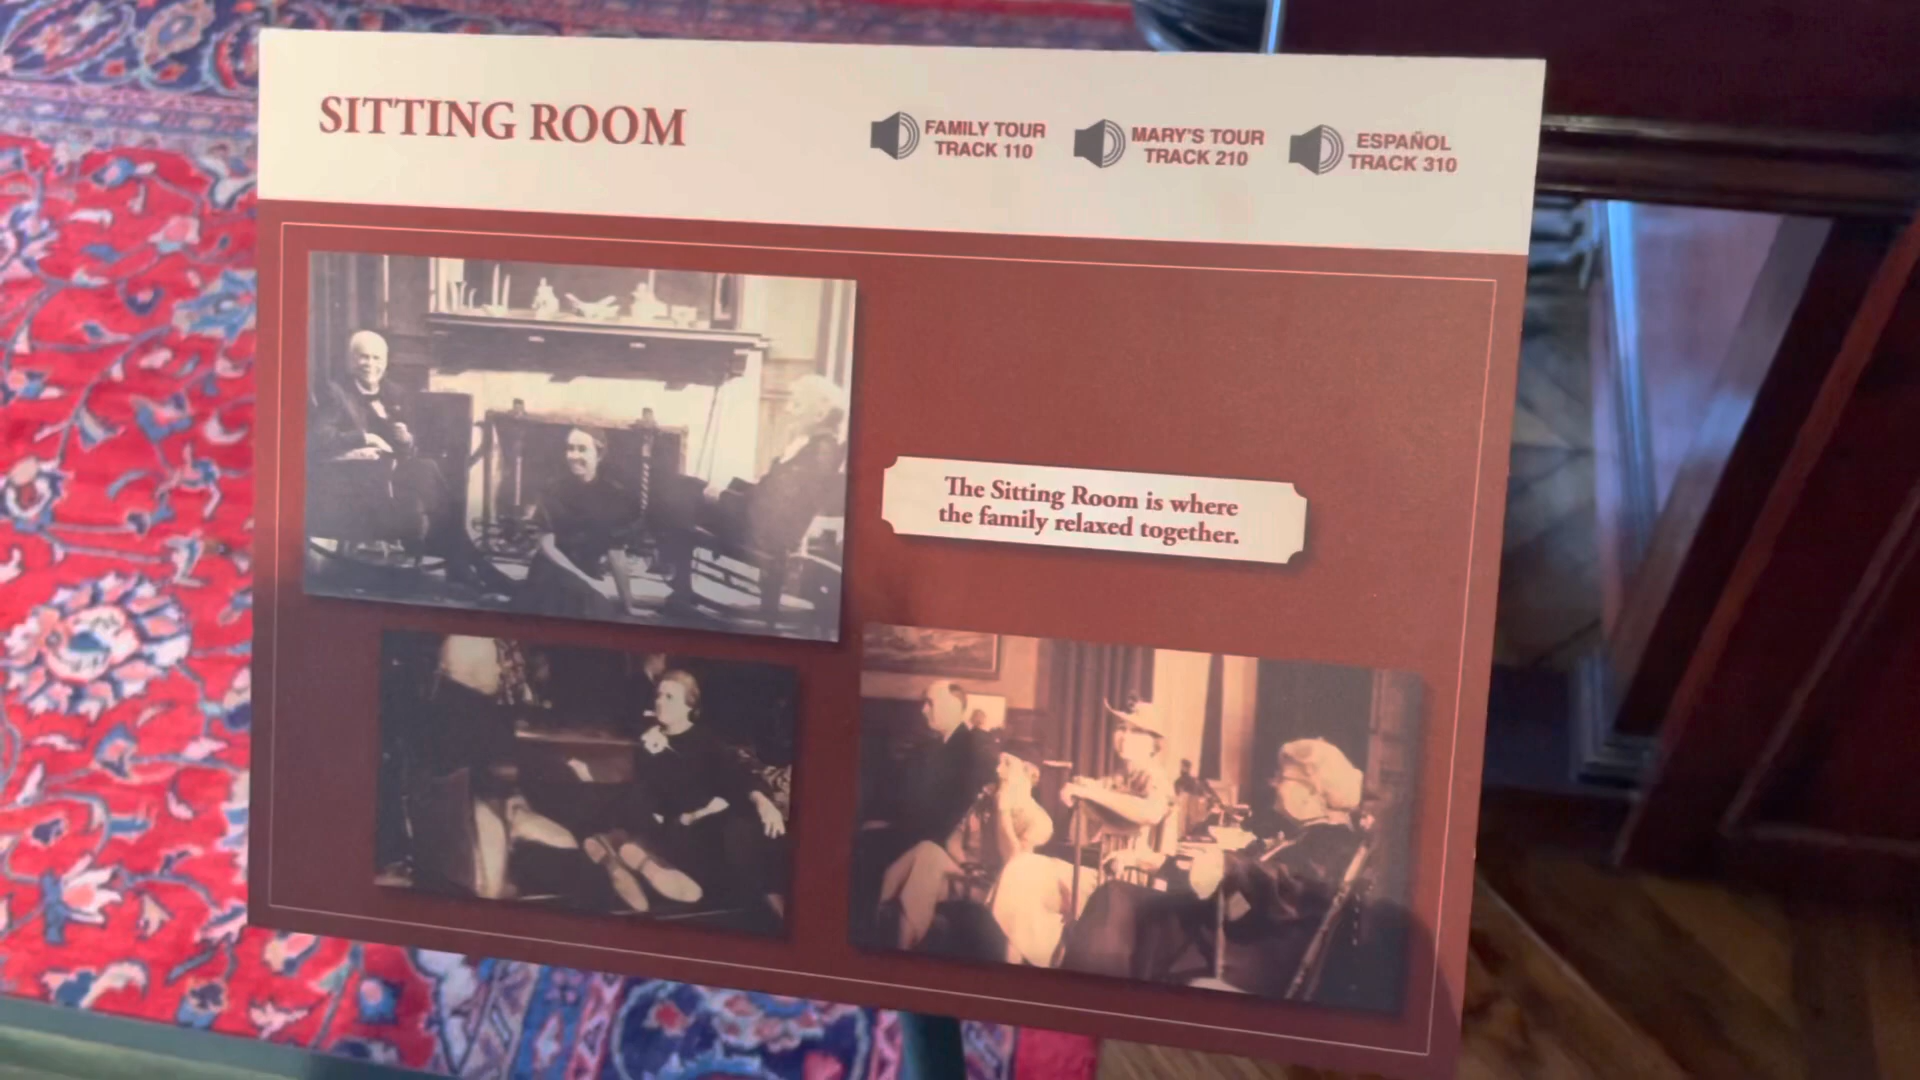 SITTING ROOM
FAMILY TOUR
TRACK 110
MARY'S TOUR
TRACK 210
ESPAÑOL
TRACK 310
The Sitting Room is where
the family relaxed together.